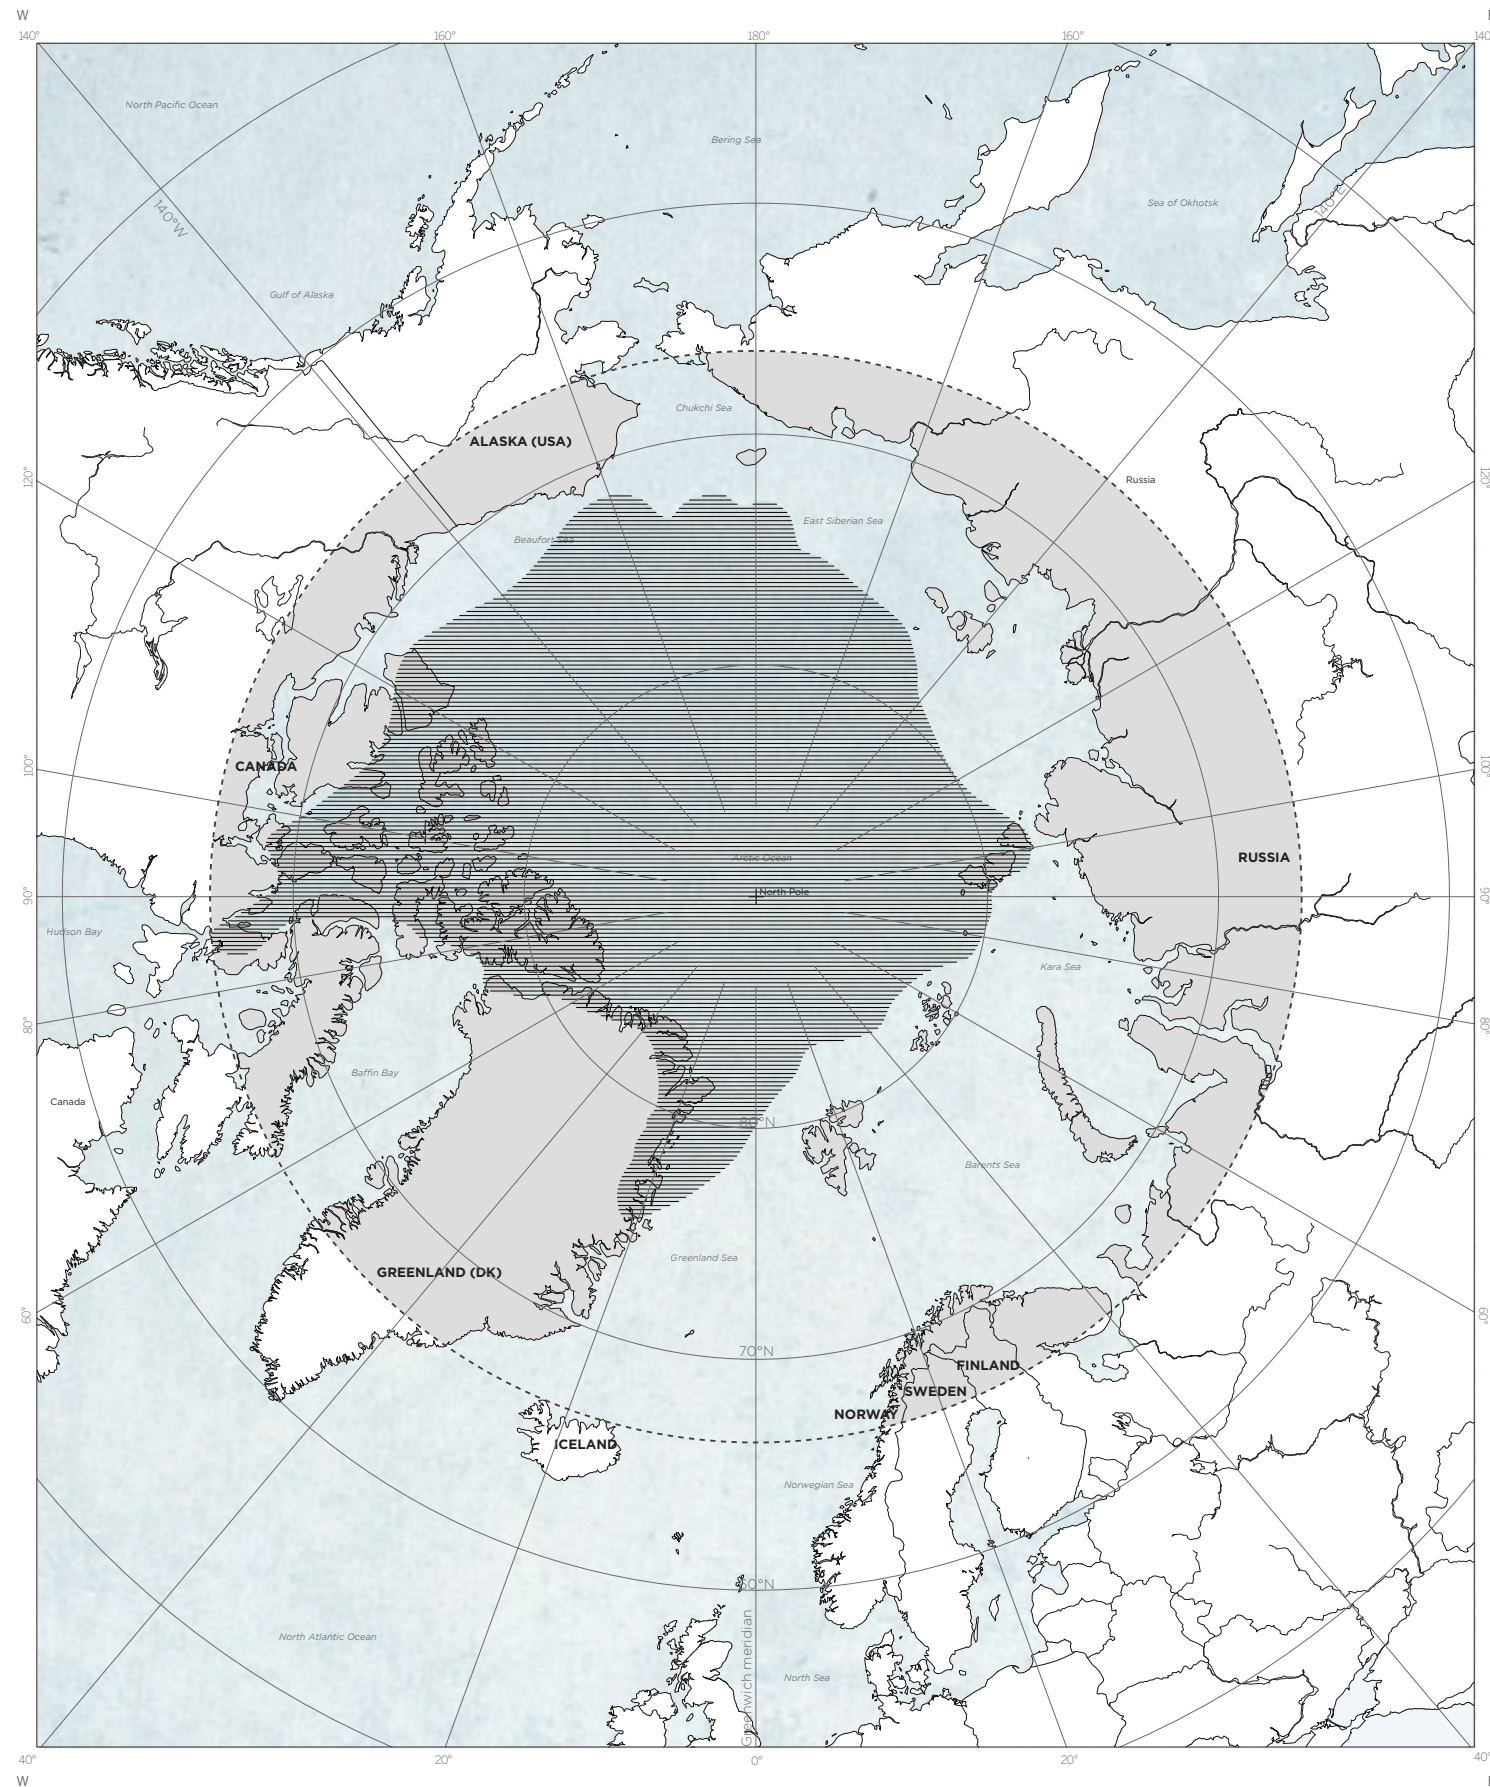 W
E
140°
160°
180°
160°
140
North Pacific Ocean
Bering Sea
140°W
140°E
Sea of Okhotsk
Gulf of Alaska
Chukchi Sea
ALASKA (USA)
120°
Russia
120°
East Siberian Sea
Beaufort Sea
100°
CANADA
100°
Arctic Ocean
RUSSIA
90°
North Pole
90°
Hudson Bay
Kara Sea
80°
80°
Baffin Bay
Canada
80°N
Barents Sea
Greenland Sea
GREENLAND (DK)
60°
60°
70°N
FINLAND
SWEDEN
NORWAY
ICELAND
Norwegian Sea
60°N
Greenwich meridian
North Atlantic Ocean
North Sea
40°
20°
0°
20°
40°
W